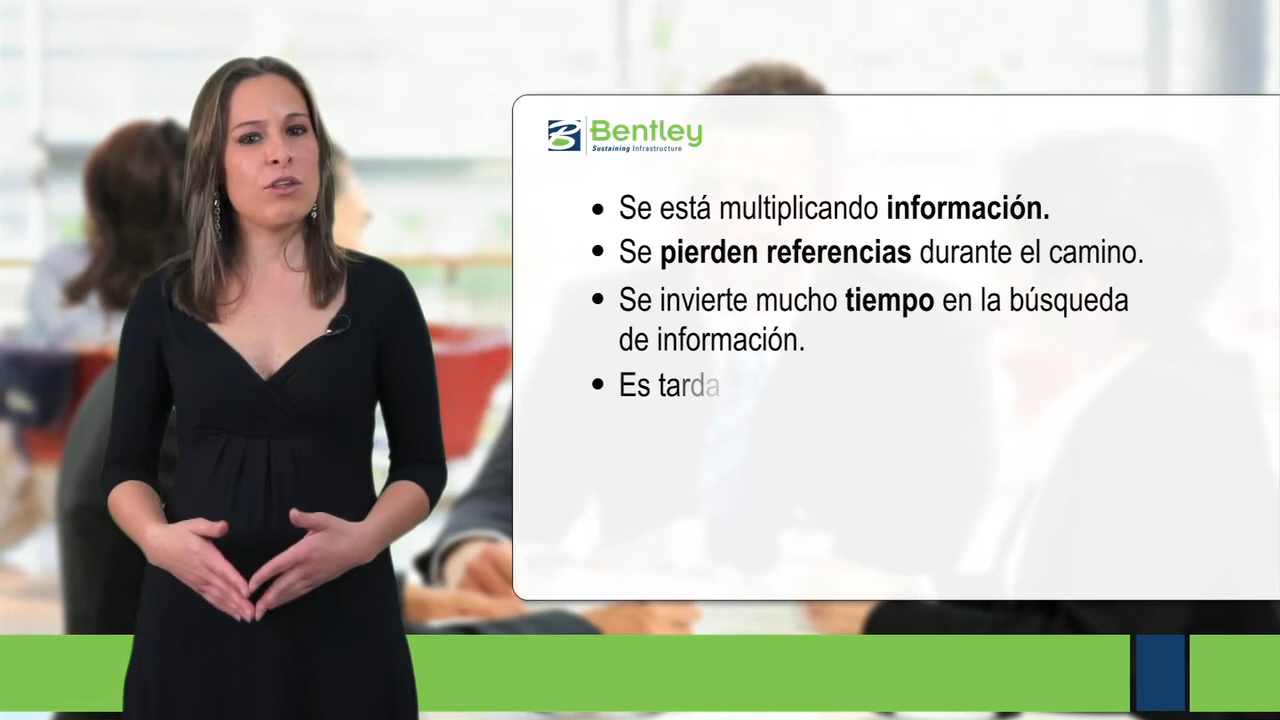 Bentley
Sustaining Infrastructure
• Se está multiplicando información.
• Se pierden referencias durante el camino.
• Se invierte mucho tiempo en la búsqueda
de información.
• Es tarda